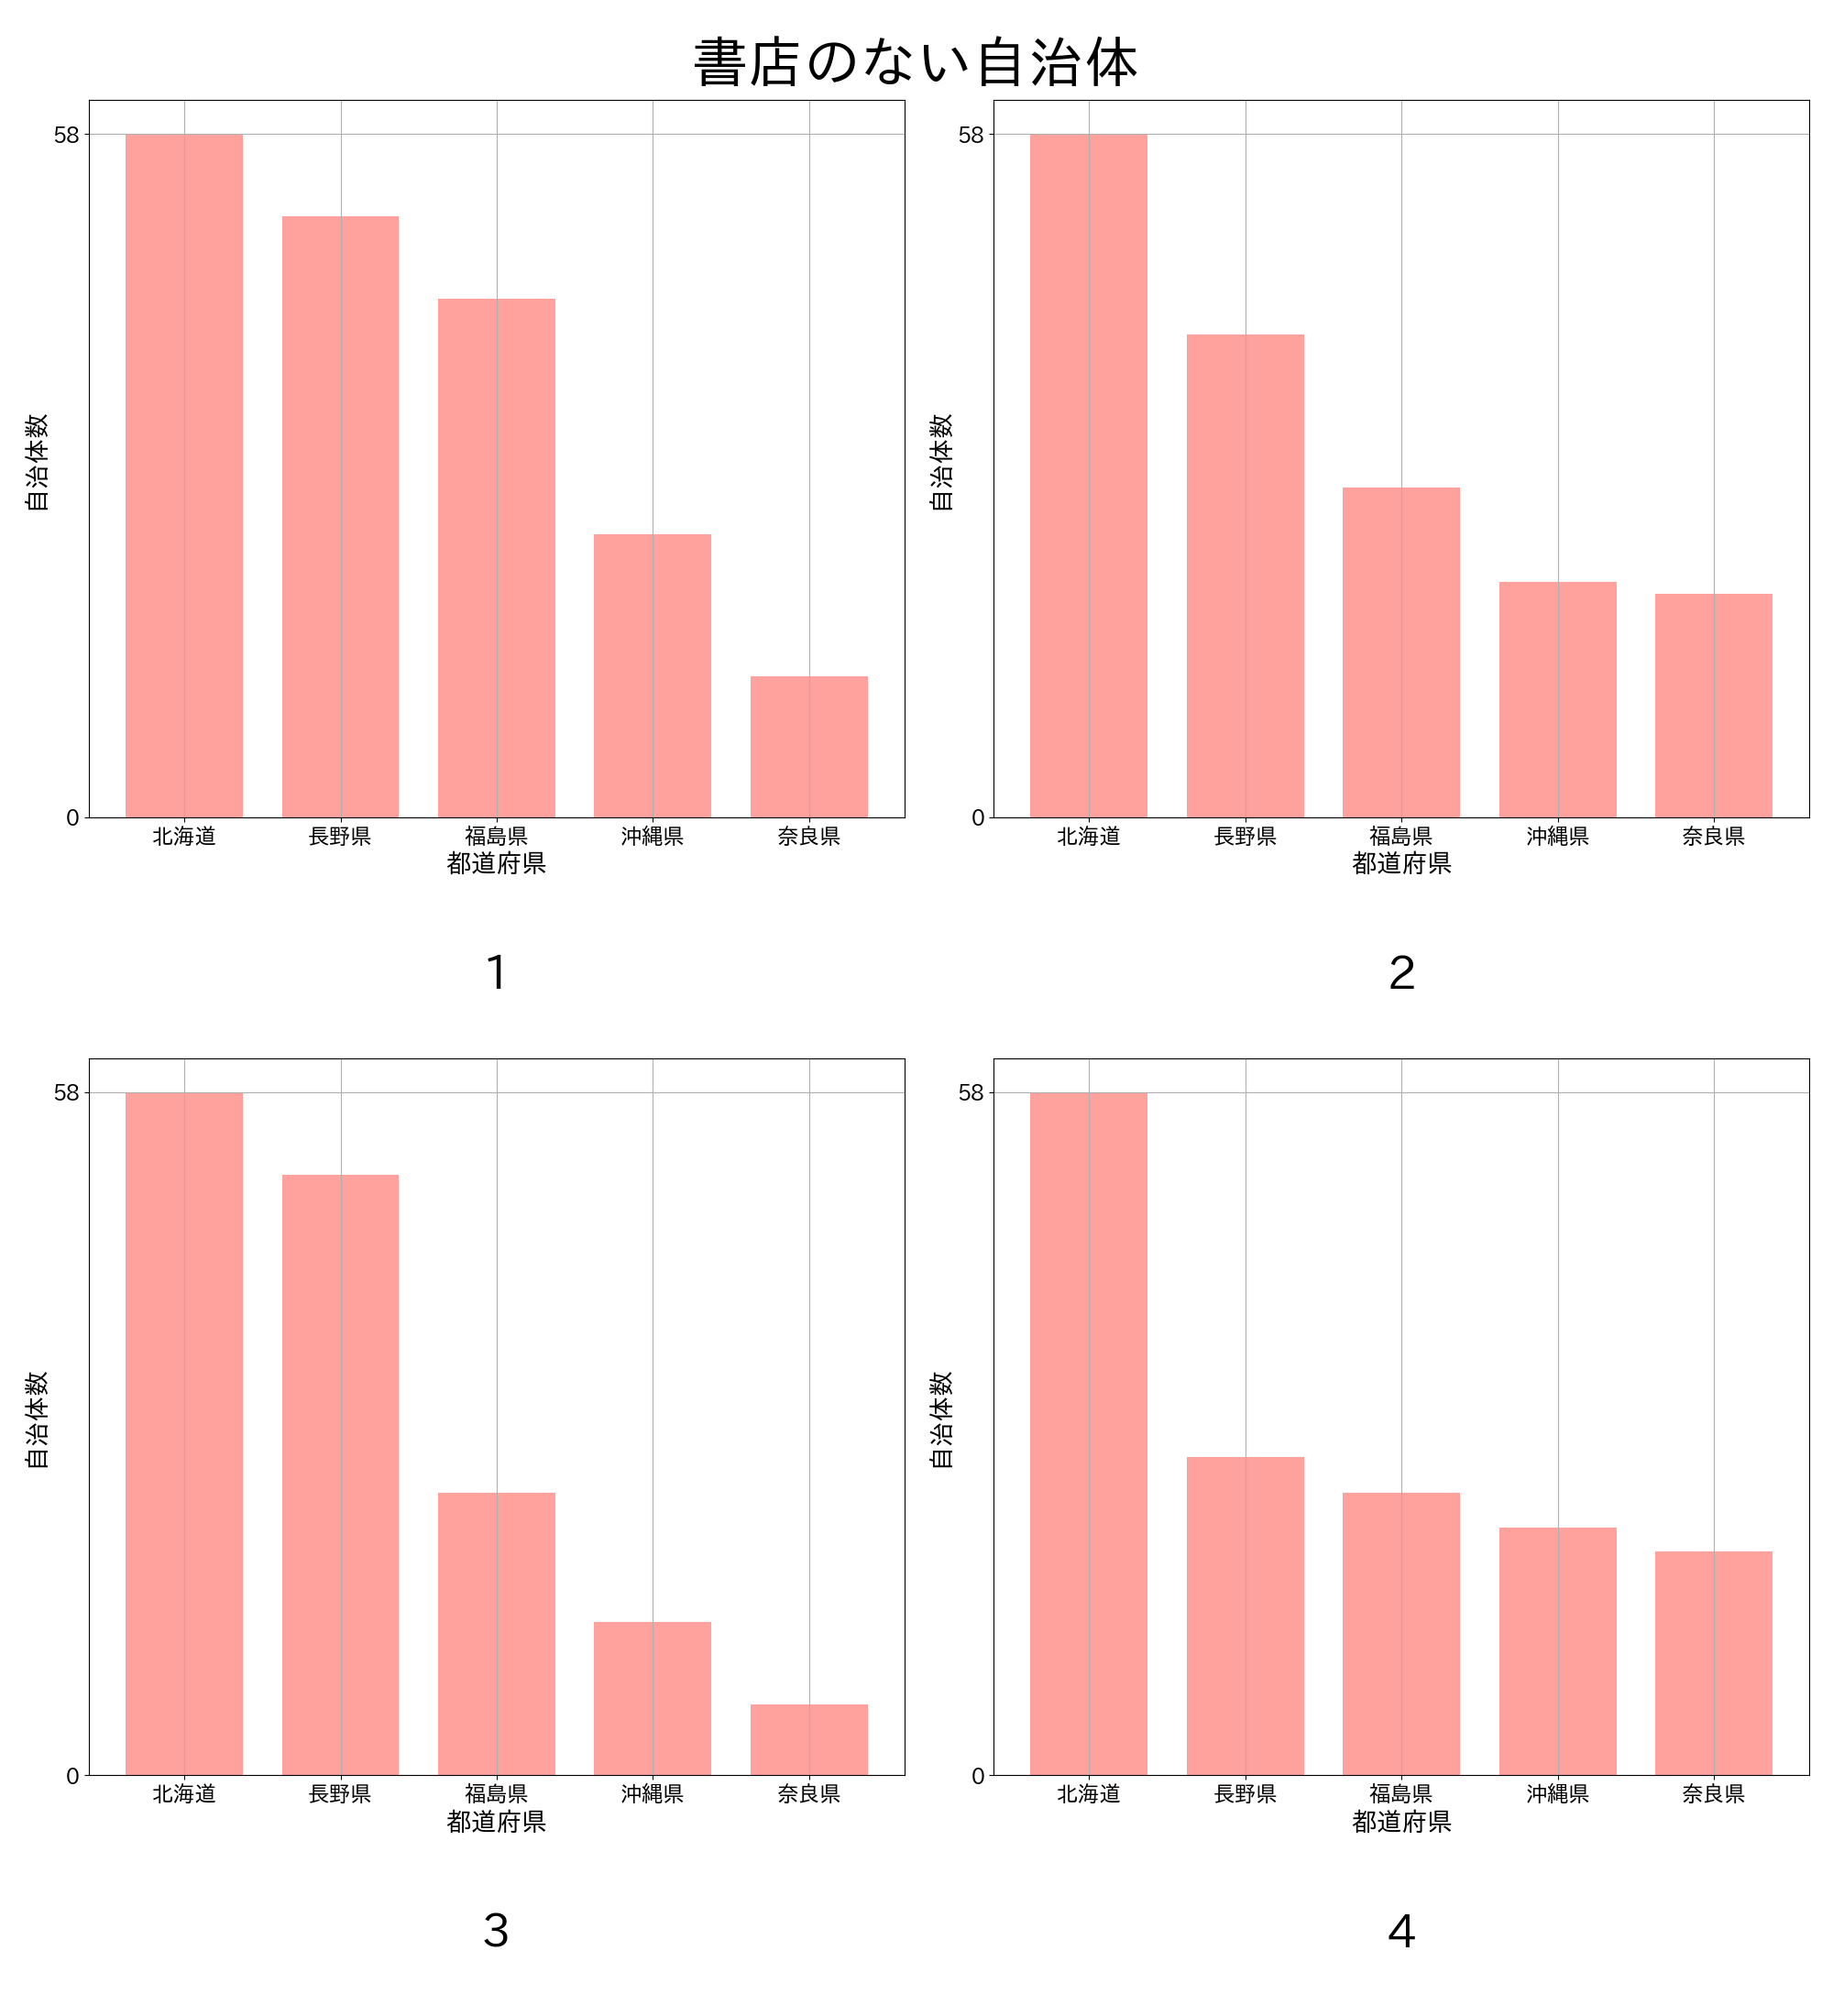 書店のない自治体
58
0
自治体数
北海道 長野県 福島県 沖縄県 奈良県
都道府県
1
58
0
自治体数
北海道 長野県 福島県 沖縄県 奈良県
都道府県
2
58
0
自治体数
北海道 長野県 福島県 沖縄県 奈良県
都道府県
3
58
0
自治体数
北海道 長野県 福島県 沖縄県 奈良県
都道府県
4